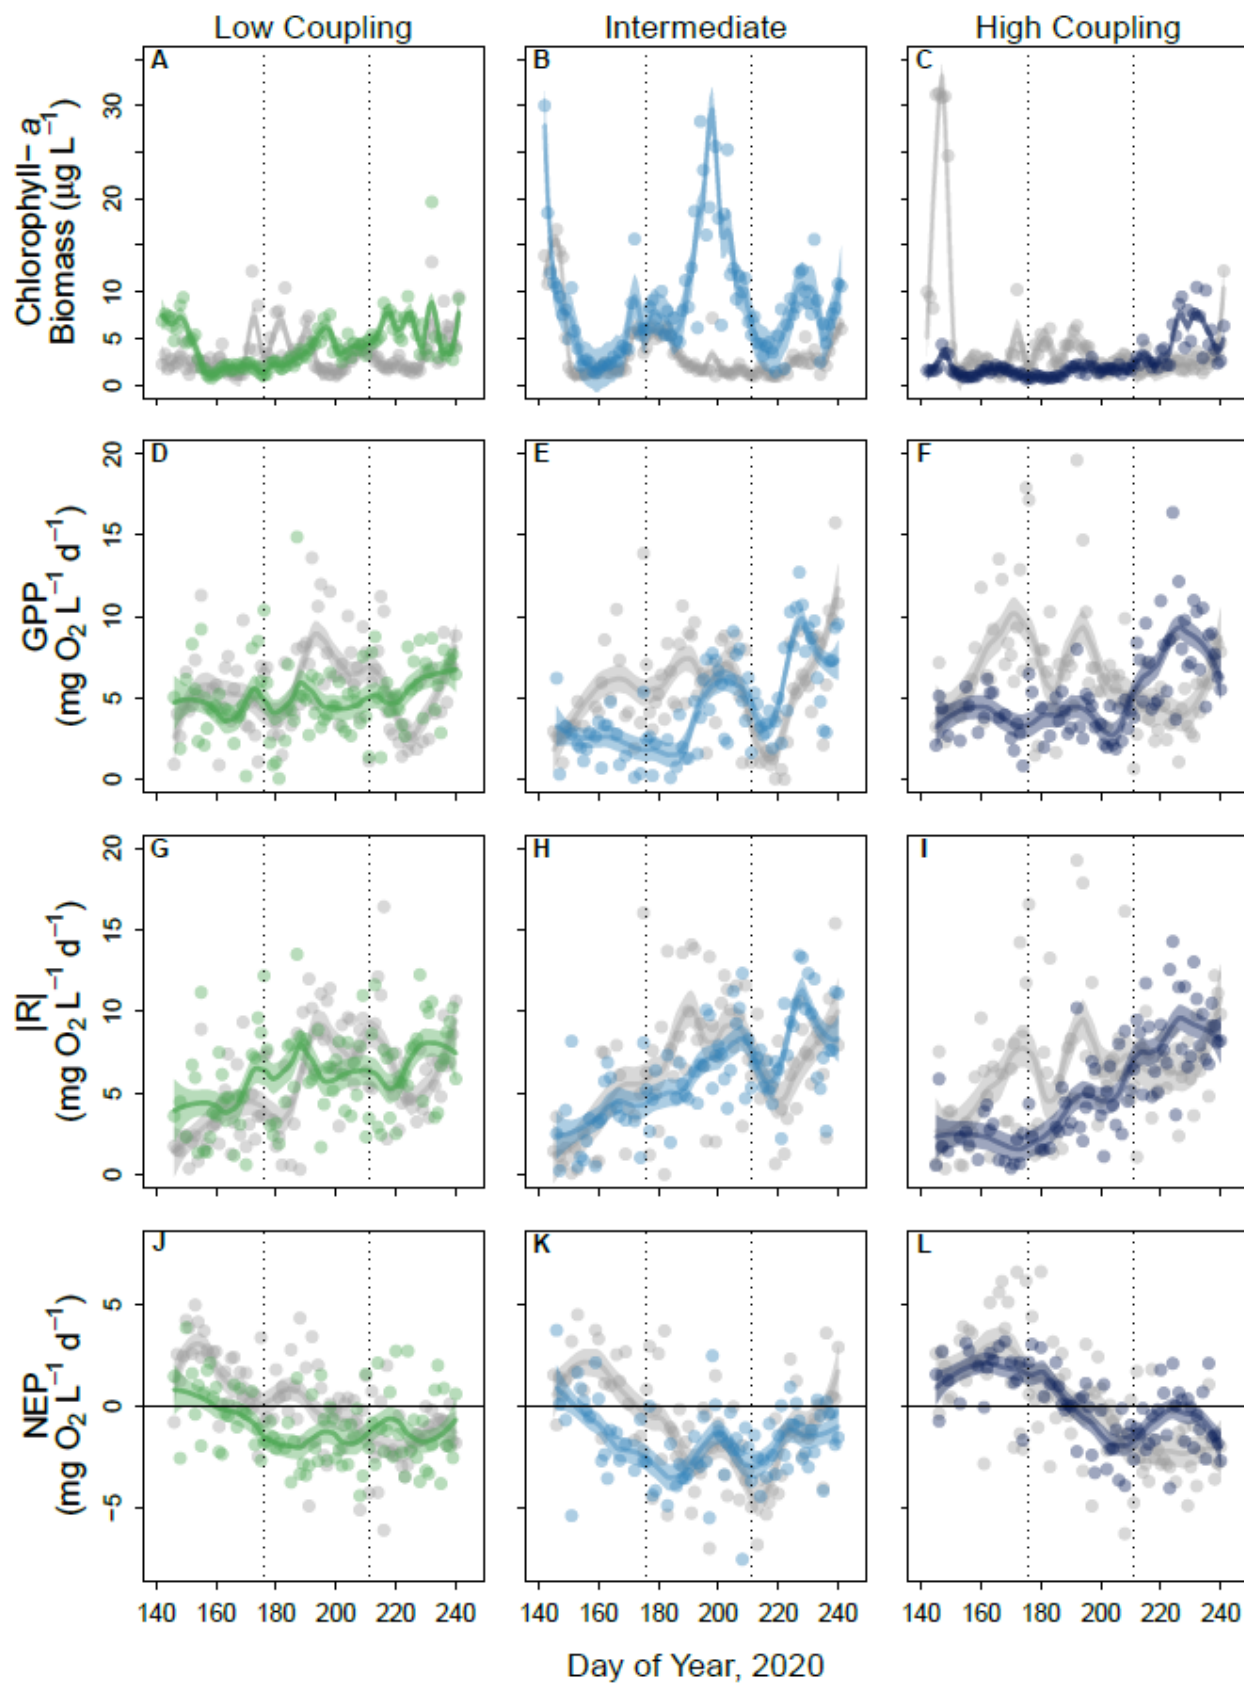 Low Coupling Intermediate High Coupling
A B C
Chlorophyll− a
Biomass (µg L⁻¹)
30
20
10
5
0
D E F
GPP
(mg O₂ L⁻¹ d⁻¹)
20
15
10
5
0
G H I
|R|
(mg O₂ L⁻¹ d⁻¹)
20
15
10
5
0
J K L
NEP
(mg O₂ L⁻¹ d⁻¹)
5
0
−5
140 160 180 200 220 240 140 160 180 200 220 240 140 160 180 200 220 240
Day of Year, 2020